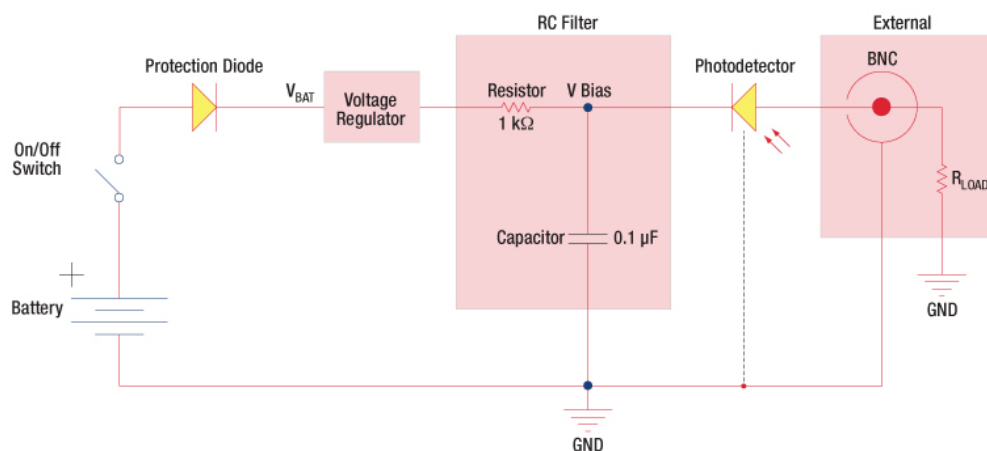 RC Filter
External
Protection Diode
V_BAT
Voltage
Regulator
Resistor
1 kΩ
V Bias
Photodetector
BNC
On/Off
Switch
R_LOAD
Capacitor
0.1 µF
+
Battery
GND
GND